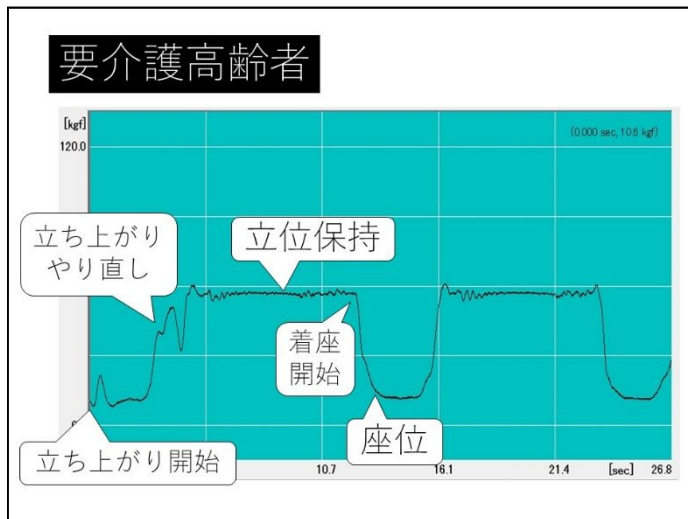 要介護高齢者
[kgf]
120.0
(0.000 sec, 10.6 kgf)
立ち上がり
やり直し
立位保持
着座
開始
座位
立ち上がり開始
10.7
16.1
21.4
[sec]
26.8